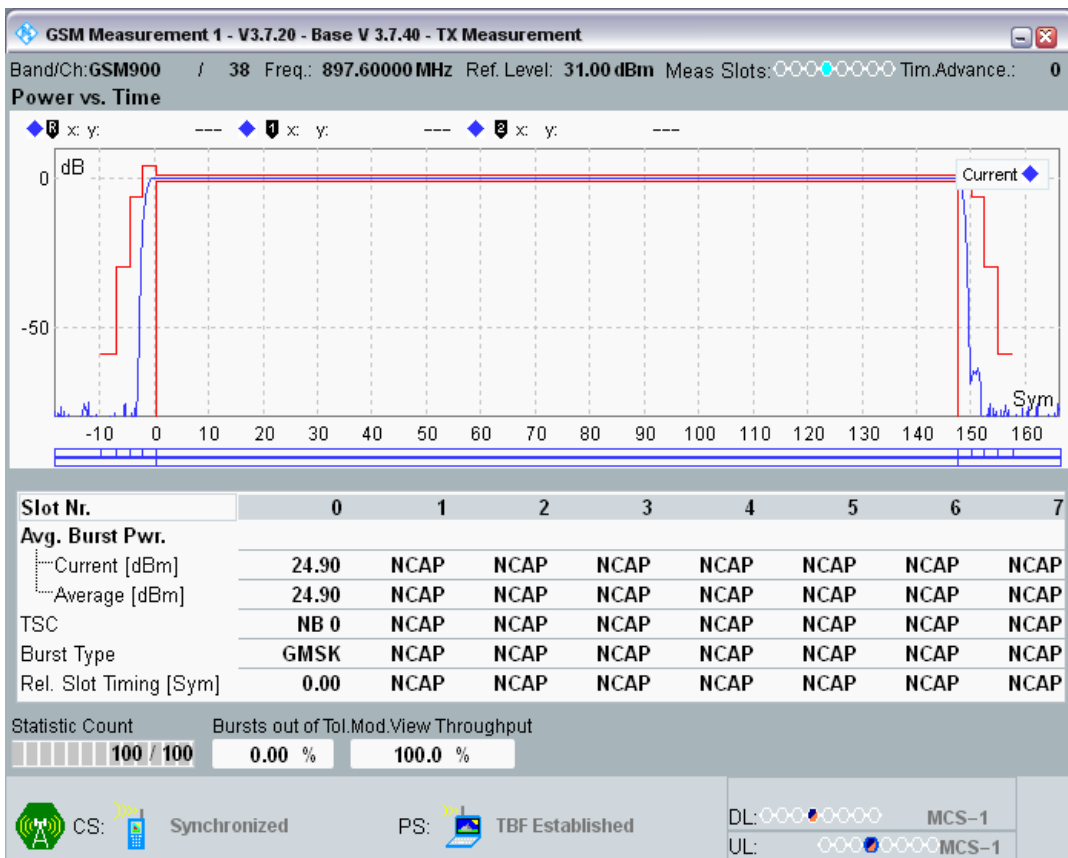 GSM Measurement 1 - V3.7.20 - Base V 3.7.40 - TX Measurement
Band/Ch:GSM900 / 38 Freq.: 897.60000 MHz Ref. Level: 31.00 dBm Meas Slots: Tim.Advance.: 0
Power vs. Time
R x: y: --- 1 x: y: --- 2 x: y: ---
dB
Current
0
-50
Sym
-10 0 10 20 30 40 50 60 70 80 90 100 110 120 130 140 150 160
Slot Nr. 0 1 2 3 4 5 6 7
Avg. Burst Pwr.
Current [dBm] 24.90 NCAP NCAP NCAP NCAP NCAP NCAP NCAP
Average [dBm] 24.90 NCAP NCAP NCAP NCAP NCAP NCAP NCAP
TSC NB 0 NCAP NCAP NCAP NCAP NCAP NCAP NCAP
Burst Type GMSK NCAP NCAP NCAP NCAP NCAP NCAP NCAP
Rel. Slot Timing [Sym] 0.00 NCAP NCAP NCAP NCAP NCAP NCAP NCAP
Statistic Count Bursts out of Tol.Mod.View Throughput
100 / 100 0.00 % 100.0 %
CS: Synchronized PS: TBF Established
DL: MCS-1
UL: MCS-1